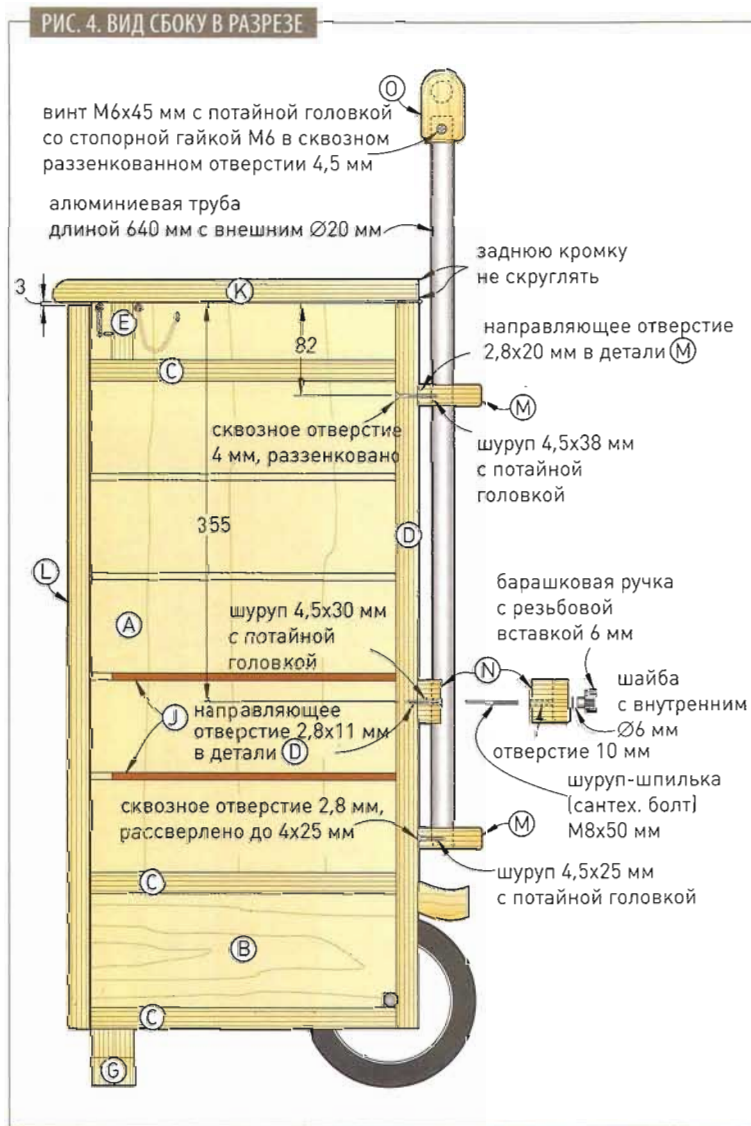 РИС. 4. ВИД СБОКУ В РАЗРЕЗЕ
O
винт М6х45 мм с потайной головкой
со стопорной гайкой М6 в сквозном
раззенкованном отверстии 4,5 мм
алюминиевая труба
длиной 640 мм с внешним Ø20 мм
заднюю кромку
не скруглять
3
K
E
82
направляющее отверстие
2,8х20 мм в детали M
C
M
сквозное отверстие
4 мм, раззенковано
шуруп 4,5х38 мм
с потайной
головкой
355
D
L
A
шуруп 4,5х30 мм
с потайной
головкой
барашковая ручка
с резьбовой
вставкой 6 мм
N
шайба
с внутренним
Ø6 мм
J
направляющее
отверстие 2,8х11 мм
в детали D
отверстие 10 мм
шуруп-шпилька
(сантех. болт)
М8х50 мм
сквозное отверстие 2,8 мм,
рассверлено до 4х25 мм
M
шуруп 4,5х25 мм
с потайной головкой
C
B
C
G